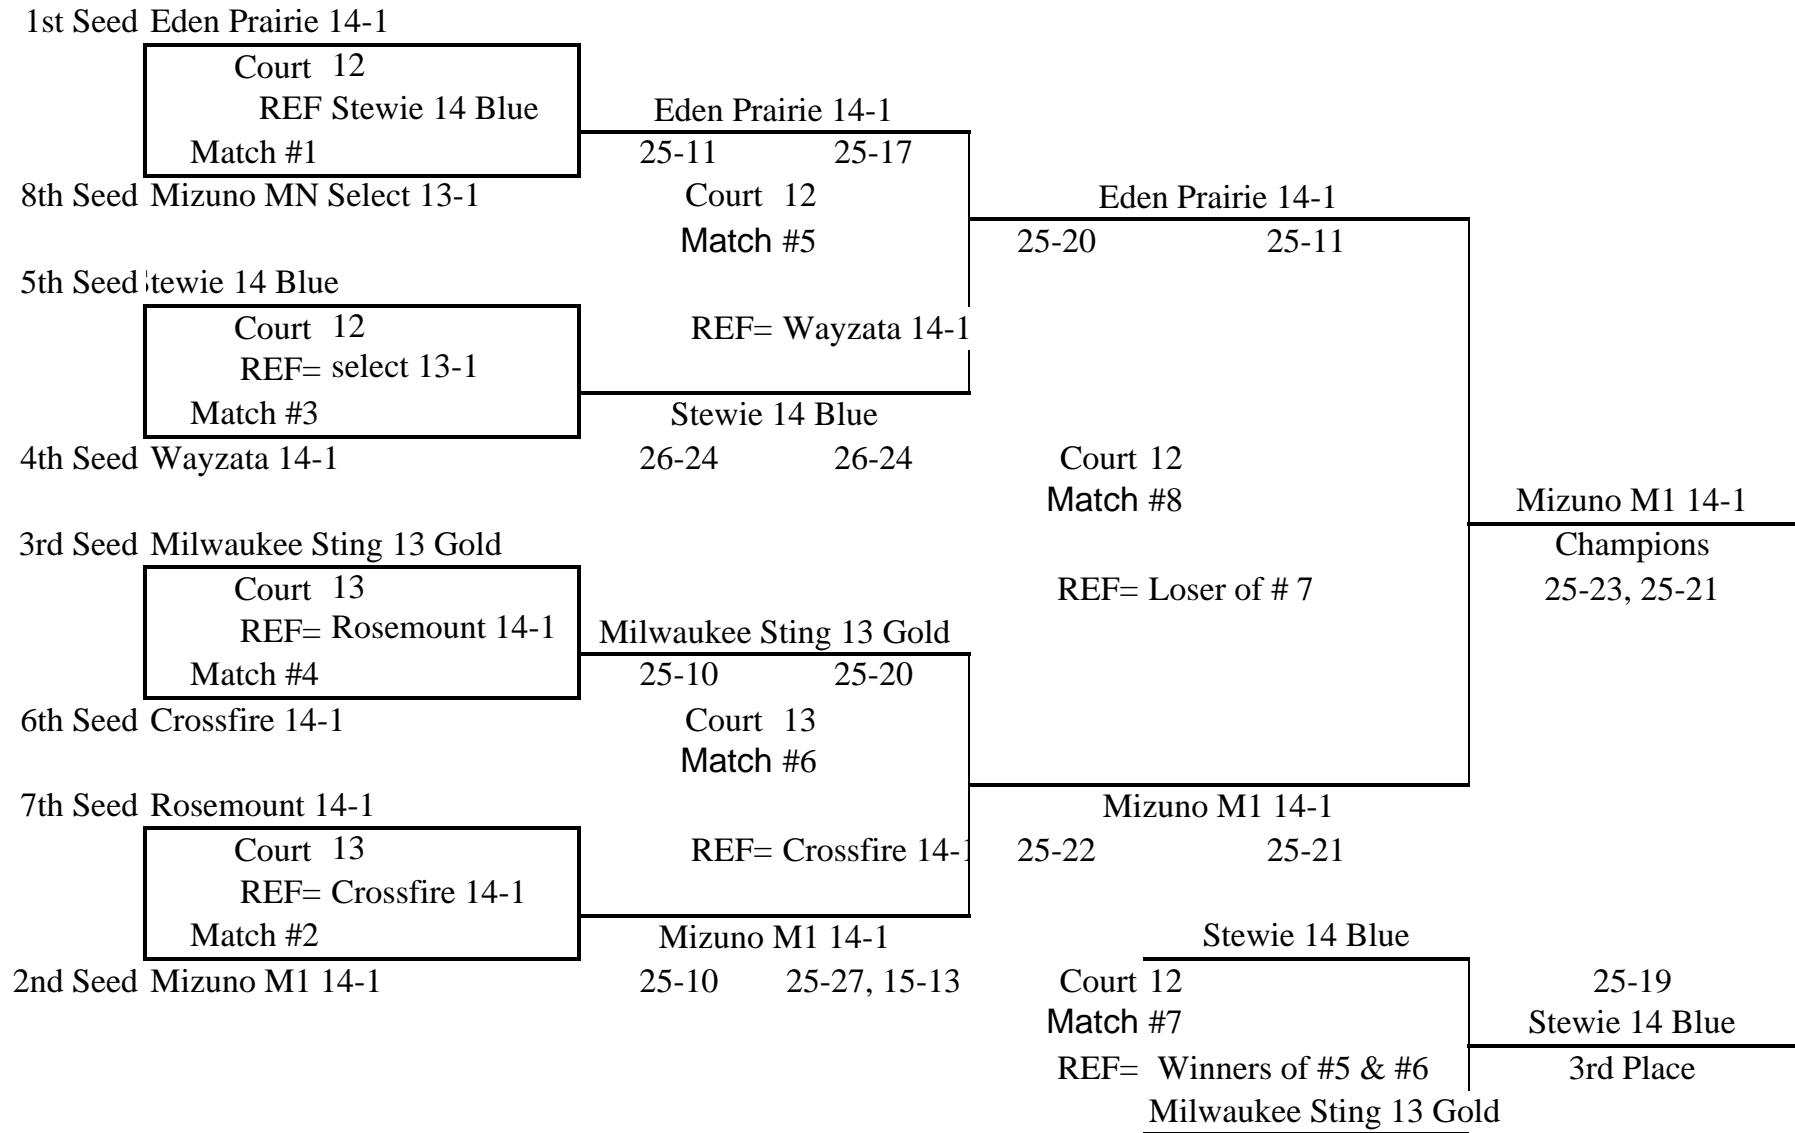 1st Seed Eden Prairie 14-1
Court 12
REF Stewie 14 Blue
Match #1
8th Seed Mizuno MN Select 13-1
5th Seed Stewie 14 Blue
Court 12
REF= select 13-1
Match #3
4th Seed Wayzata 14-1
3rd Seed Milwaukee Sting 13 Gold
Court 13
REF= Rosemount 14-1
Match #4
6th Seed Crossfire 14-1
7th Seed Rosemount 14-1
Court 13
REF= Crossfire 14-1
Match #2
2nd Seed Mizuno M1 14-1
Eden Prairie 14-1
25-11 25-17
Court 12
Match #5
REF= Wayzata 14-1
Stewie 14 Blue
26-24 26-24
Milwaukee Sting 13 Gold
25-10 25-20
Court 13
Match #6
REF= Crossfire 14-1
Mizuno M1 14-1
25-10 25-27, 15-13
Eden Prairie 14-1
25-20 25-11
Court 12
Match #8
REF= Loser of # 7
Mizuno M1 14-1
25-22 25-21
Stewie 14 Blue
Court 12
Match #7
REF= Winners of #5 & #6
Milwaukee Sting 13 Gold
Mizuno M1 14-1
Champions
25-23, 25-21
25-19
Stewie 14 Blue
3rd Place